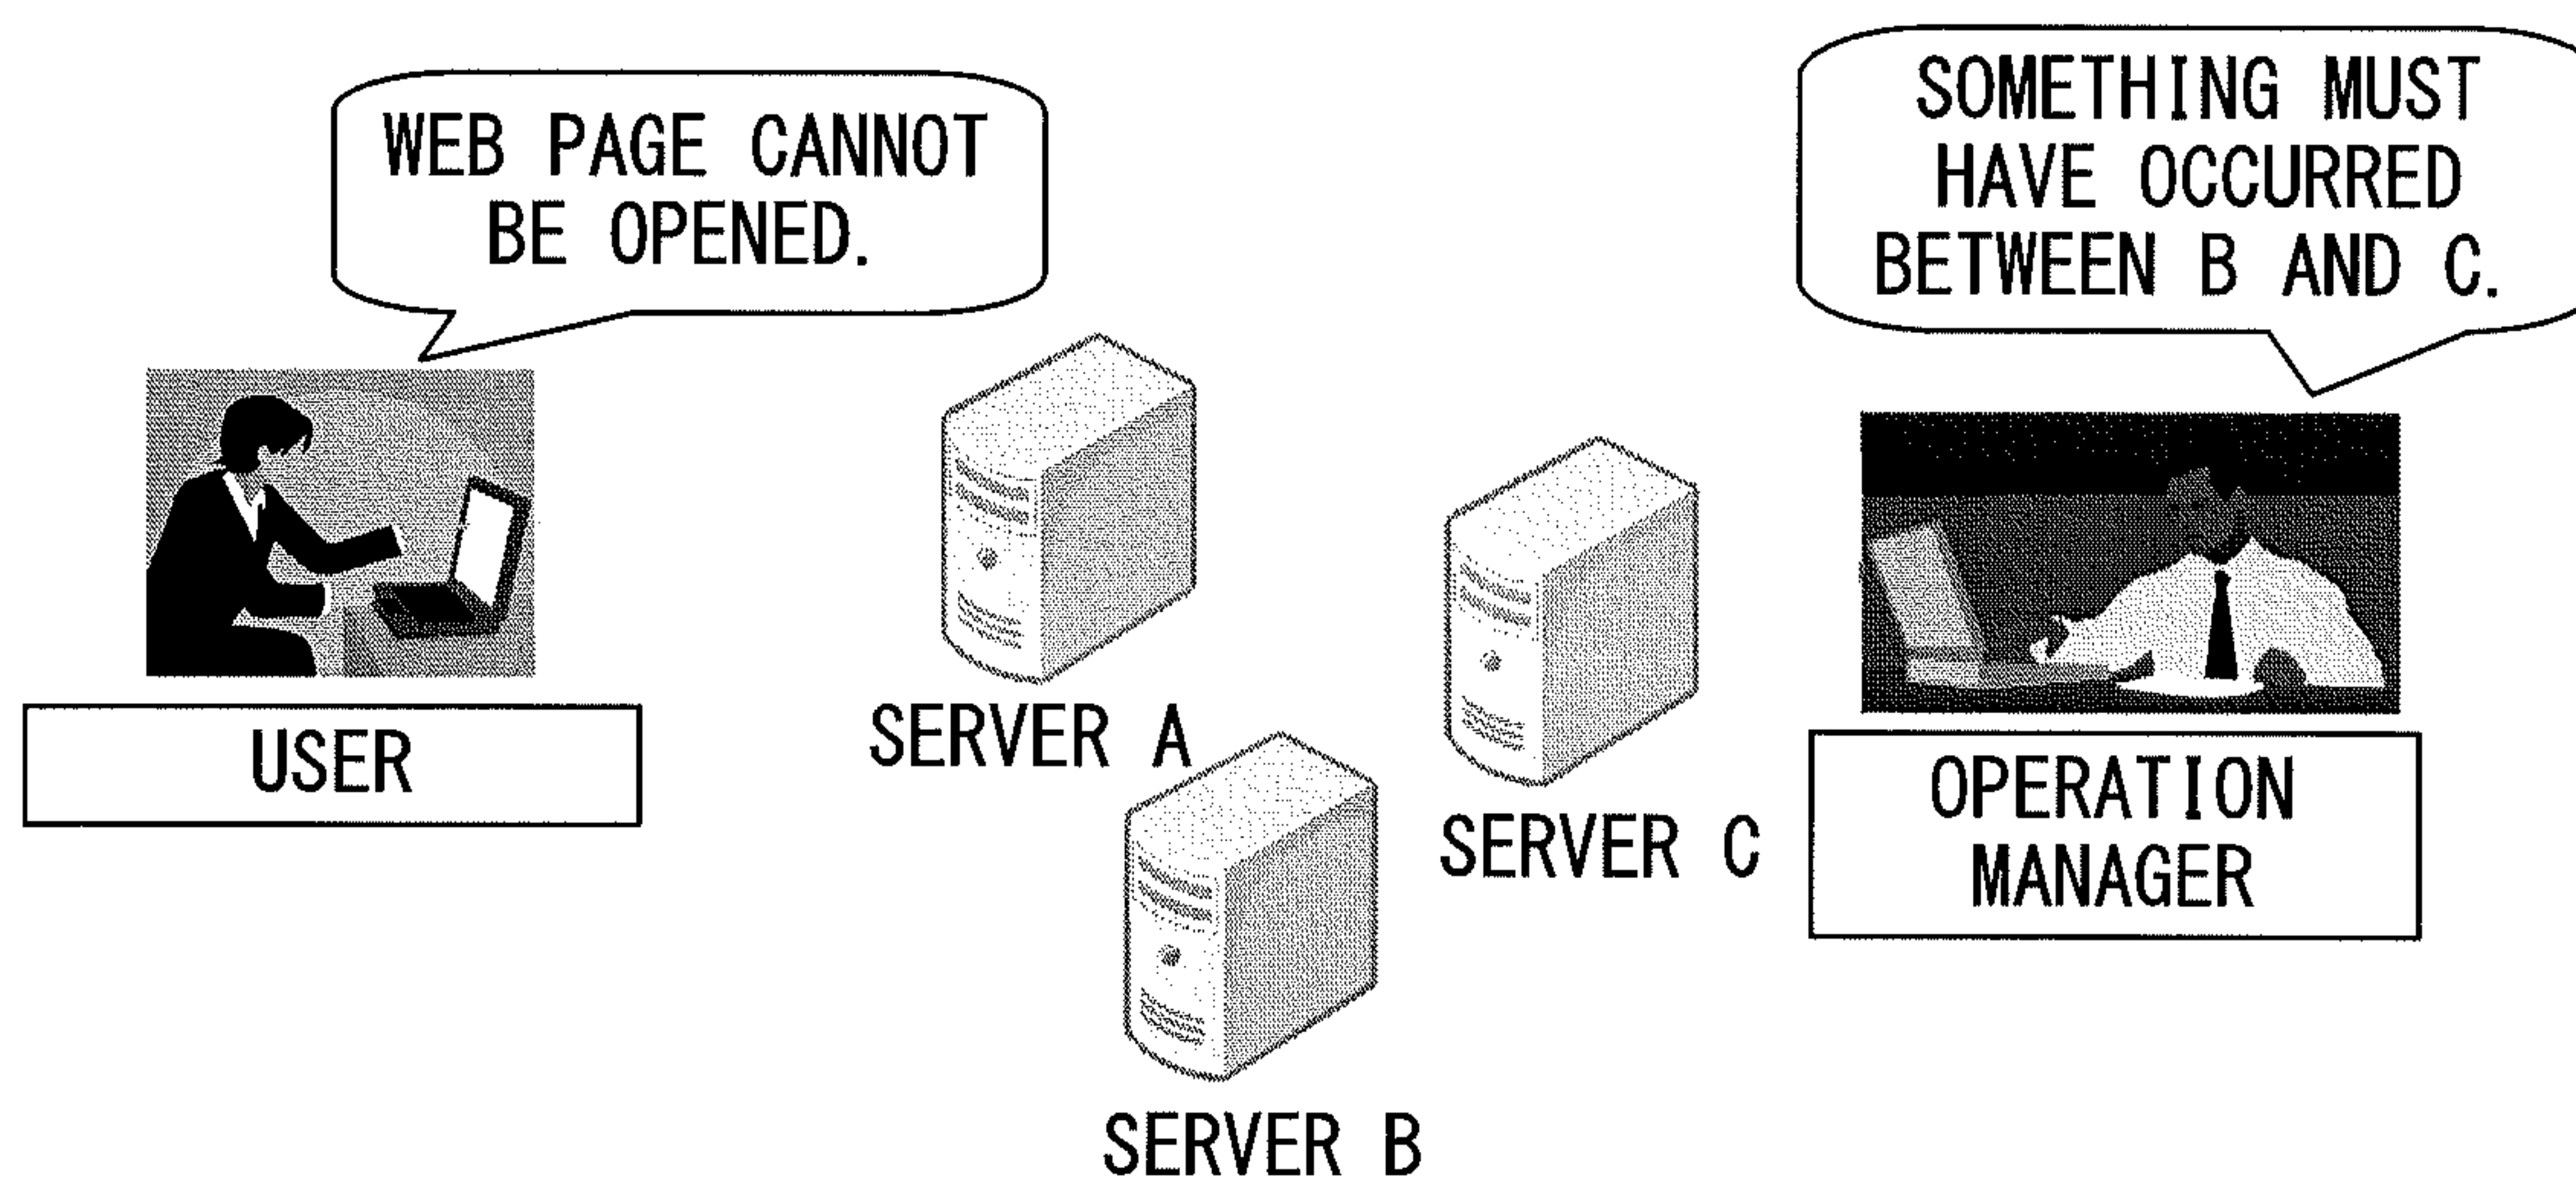 WEB PAGE CANNOT
BE OPENED.
SOMETHING MUST
HAVE OCCURRED
BETWEEN B AND C.
USER
SERVER A
SERVER C
OPERATION
MANAGER
SERVER B